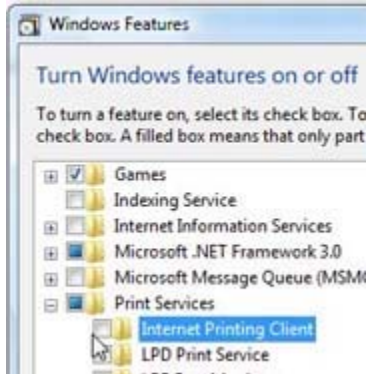 Windows Features
Turn Windows features on or off
To turn a feature on, select its check box. To
check box. A filled box means that only part
Games
Indexing Service
Internet Information Services
Microsoft .NET Framework 3.0
Microsoft Message Queue (MSMQ
Print Services
Internet Printing Client
LPD Print Service